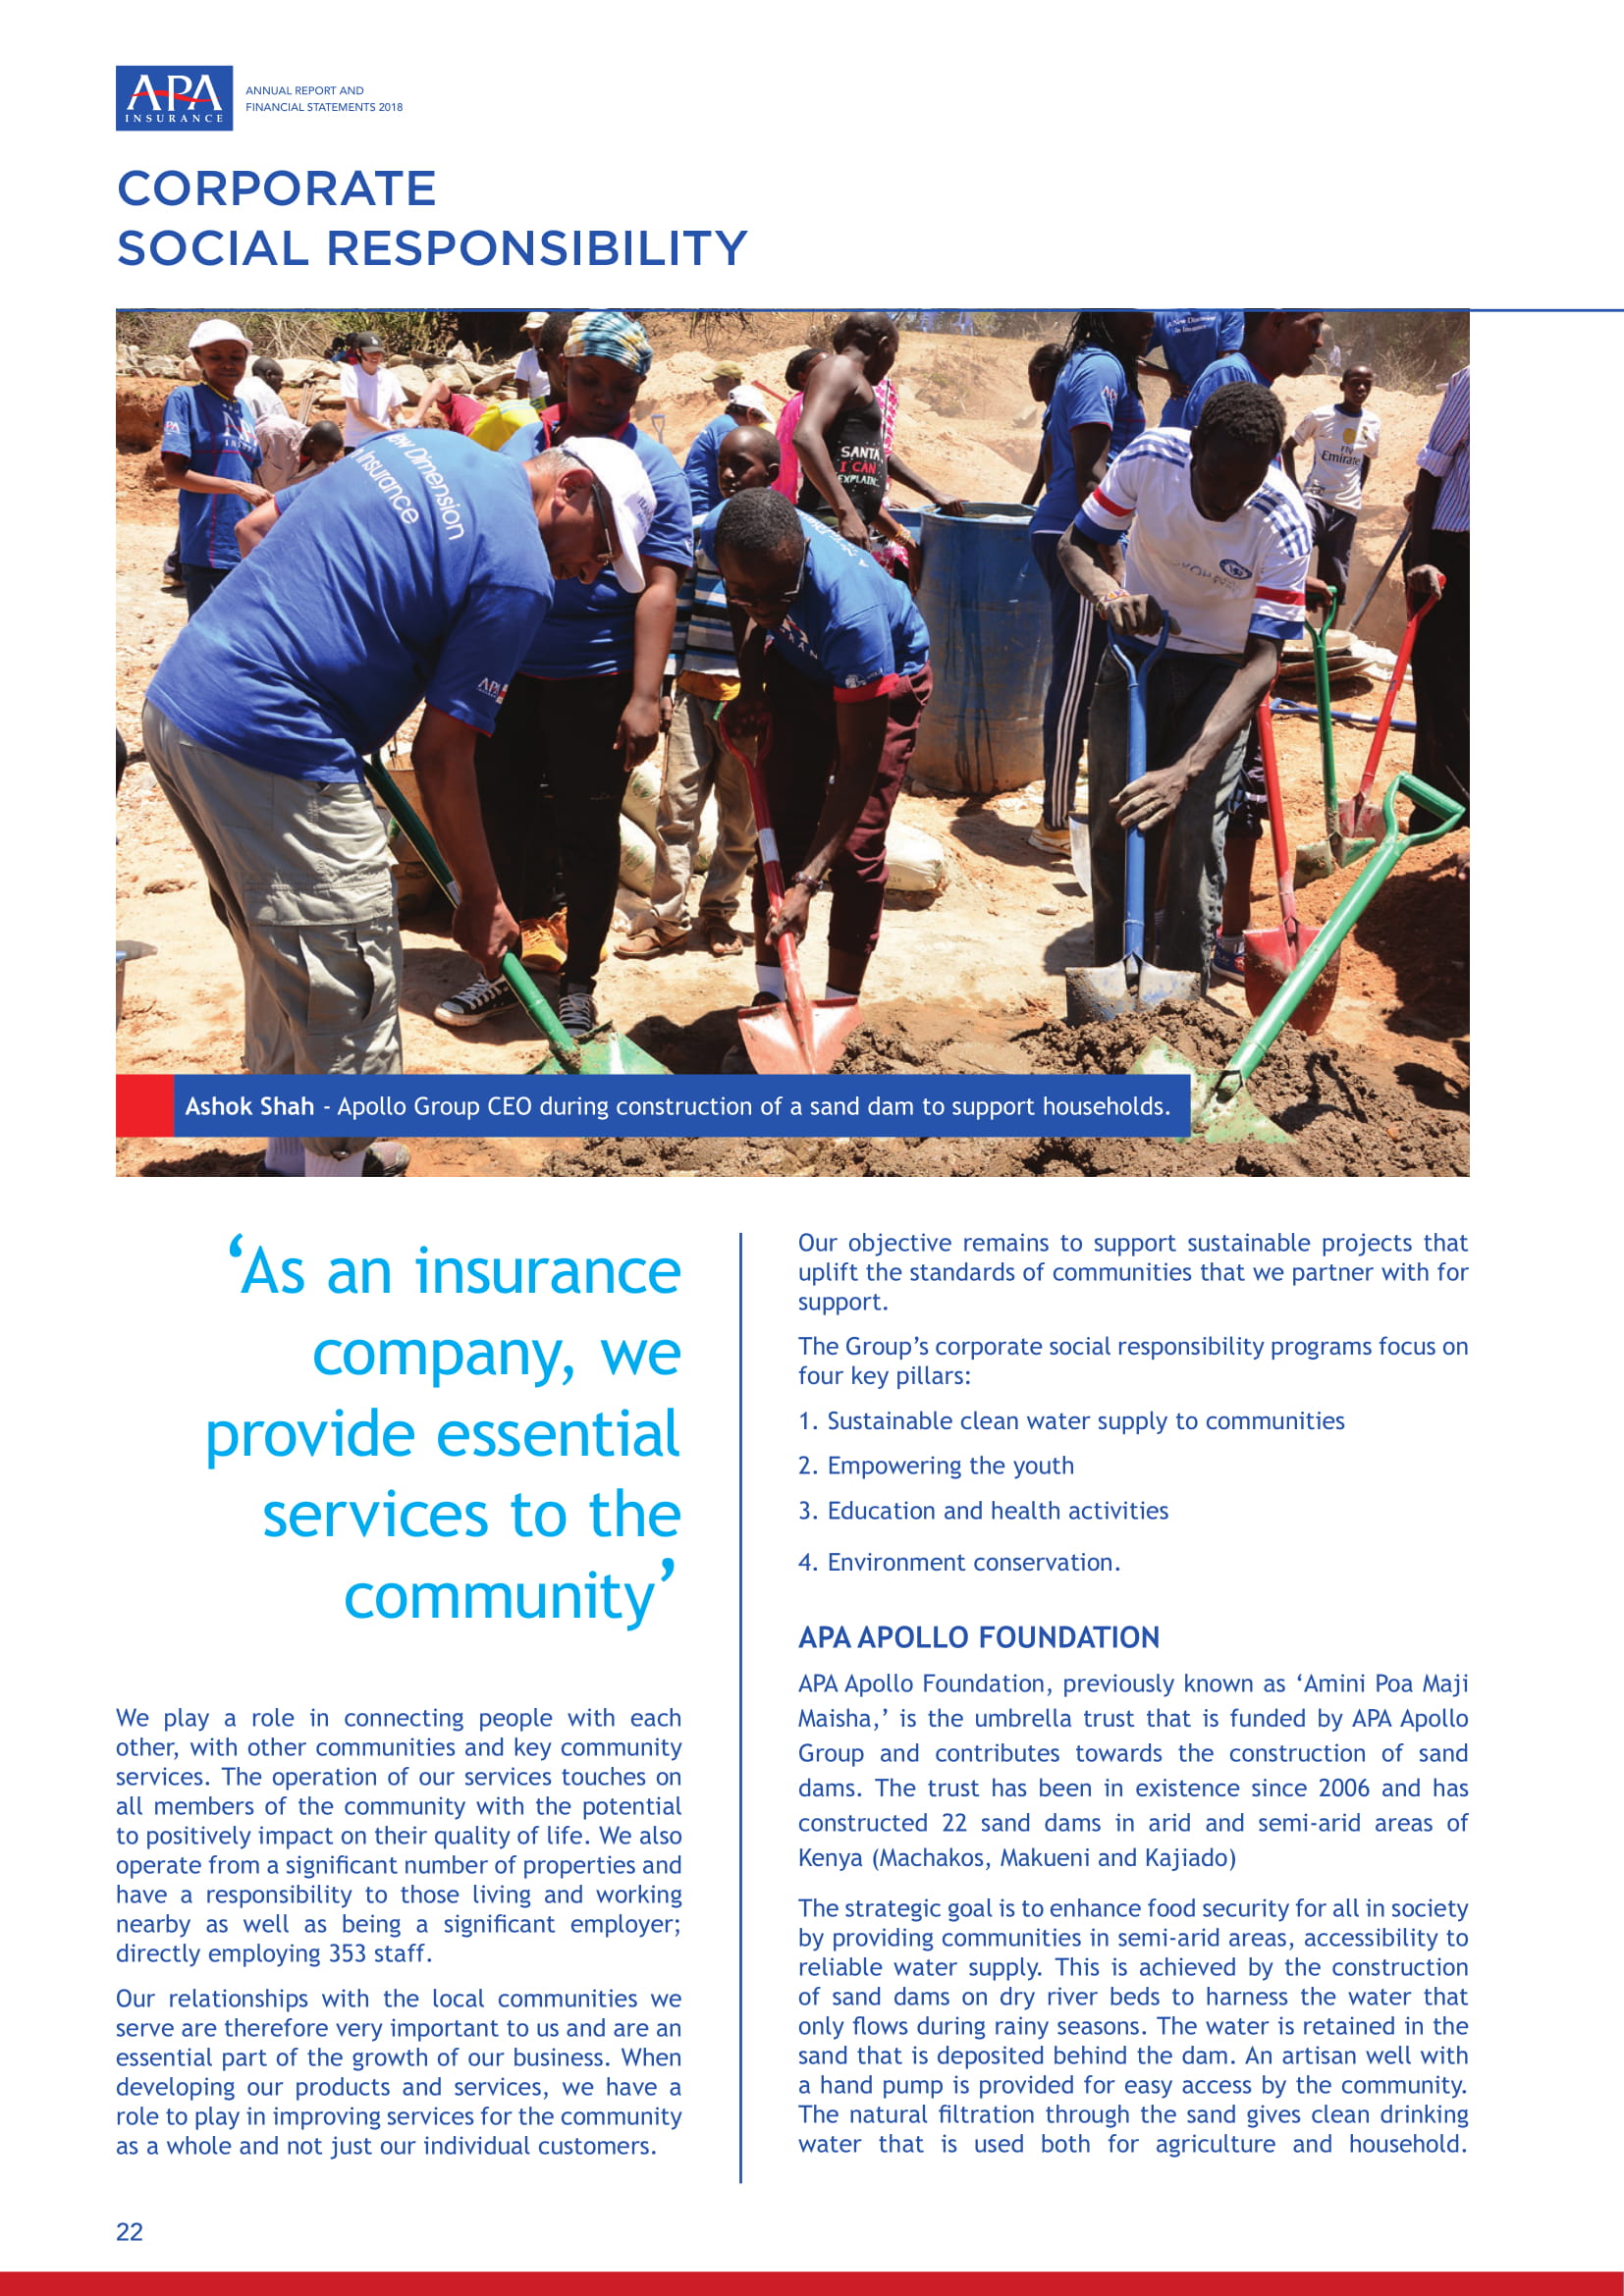 APA
INSURANCE
ANNUAL REPORT AND
FINANCIAL STATEMENTS 2018
CORPORATE
SOCIAL RESPONSIBILITY
Dimension
Insurance
SANTA
I CAN
EXPLAIN...
Fly
Emirates
APA
Ashok Shah - Apollo Group CEO during construction of a sand dam to support households.
‘As an insurance
company, we
provide essential
services to the
community’
We play a role in connecting people with each
other, with other communities and key community
services. The operation of our services touches on
all members of the community with the potential
to positively impact on their quality of life. We also
operate from a significant number of properties and
have a responsibility to those living and working
nearby as well as being a significant employer;
directly employing 353 staff.
Our relationships with the local communities we
serve are therefore very important to us and are an
essential part of the growth of our business. When
developing our products and services, we have a
role to play in improving services for the community
as a whole and not just our individual customers.
Our objective remains to support sustainable projects that
uplift the standards of communities that we partner with for
support.
The Group’s corporate social responsibility programs focus on
four key pillars:
1. Sustainable clean water supply to communities
2. Empowering the youth
3. Education and health activities
4. Environment conservation.
APA APOLLO FOUNDATION
APA Apollo Foundation, previously known as ‘Amini Poa Maji
Maisha,’ is the umbrella trust that is funded by APA Apollo
Group and contributes towards the construction of sand
dams. The trust has been in existence since 2006 and has
constructed 22 sand dams in arid and semi-arid areas of
Kenya (Machakos, Makueni and Kajiado)
The strategic goal is to enhance food security for all in society
by providing communities in semi-arid areas, accessibility to
reliable water supply. This is achieved by the construction
of sand dams on dry river beds to harness the water that
only flows during rainy seasons. The water is retained in the
sand that is deposited behind the dam. An artisan well with
a hand pump is provided for easy access by the community.
The natural filtration through the sand gives clean drinking
water that is used both for agriculture and household.
22